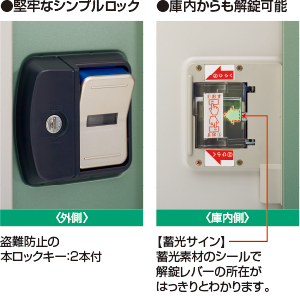 ●堅牢なシンプルロック
●庫内からも解錠可能
〈外側〉
〈庫内側〉
盗難防止の
本ロックキー:2本付
【蓄光サイン】
蓄光素材のシールで
解錠レバーの所在が
はっきりとわかります。